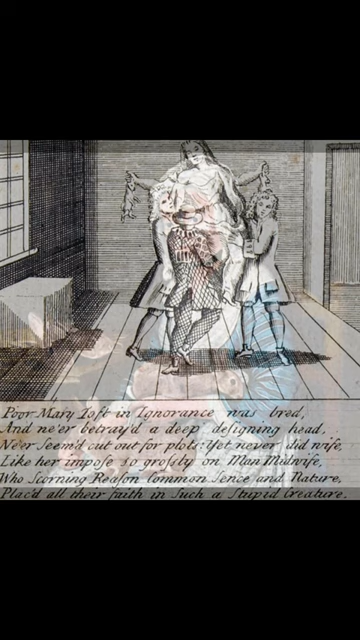 Poor Mary Toft in Ignorance was bred,
And ne'er betray'd a deep designing head,
Ne'er seem'd cut out for plots: Yet never did wife,
Like her impose so grossly on Man Midwife,
Who Scorning Reason Common Sence and Nature,
Plac'd all their faith in Such a Stupid Creature.